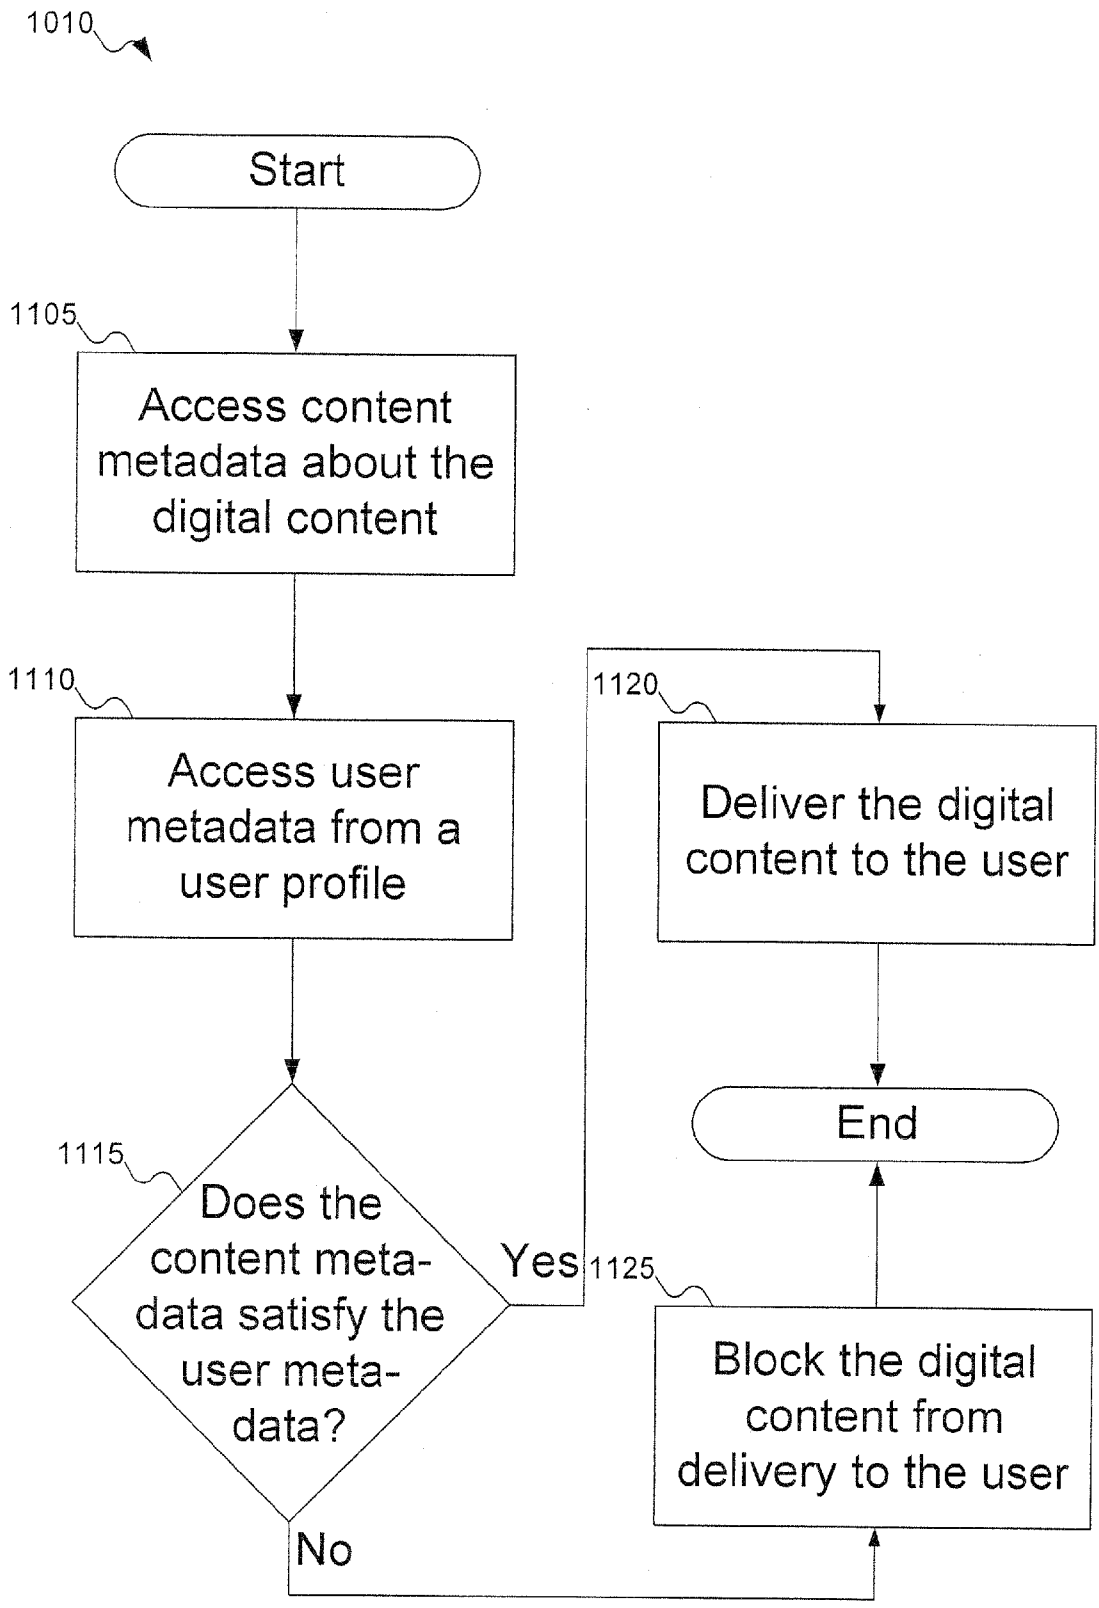 1010
Start
1105
Access content
metadata about the
digital content
1110
Access user
metadata from a
user profile
1115
Does the
content meta-
data satisfy the
user meta-
data?
Yes
No
1120
Deliver the digital
content to the user
End
1125
Block the digital
content from
delivery to the user